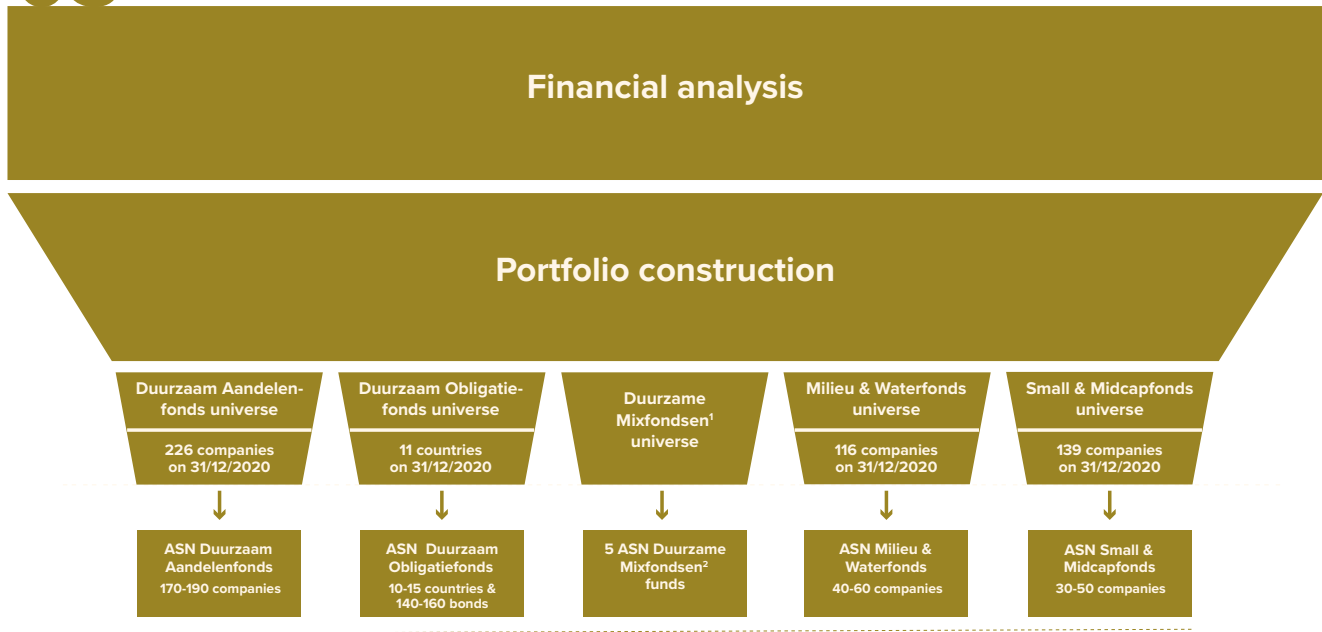 Financial analysis
Portfolio construction
Duurzaam Aandelen-
fonds universe
226 companies
on 31/12/2020
Duurzaam Obligatie-
fonds universe
11 countries
on 31/12/2020
Duurzame
Mixfondsen¹
universe
Milieu & Waterfonds
universe
116 companies
on 31/12/2020
Small & Midcapfonds
universe
139 companies
on 31/12/2020
ASN Duurzaam
Aandelenfonds
170-190 companies
ASN Duurzaam
Obligatiefonds
10-15 countries &
140-160 bonds
5 ASN Duurzame
Mixfondsen²
funds
ASN Milieu &
Waterfonds
40-60 companies
ASN Small &
Midcapfonds
30-50 companies